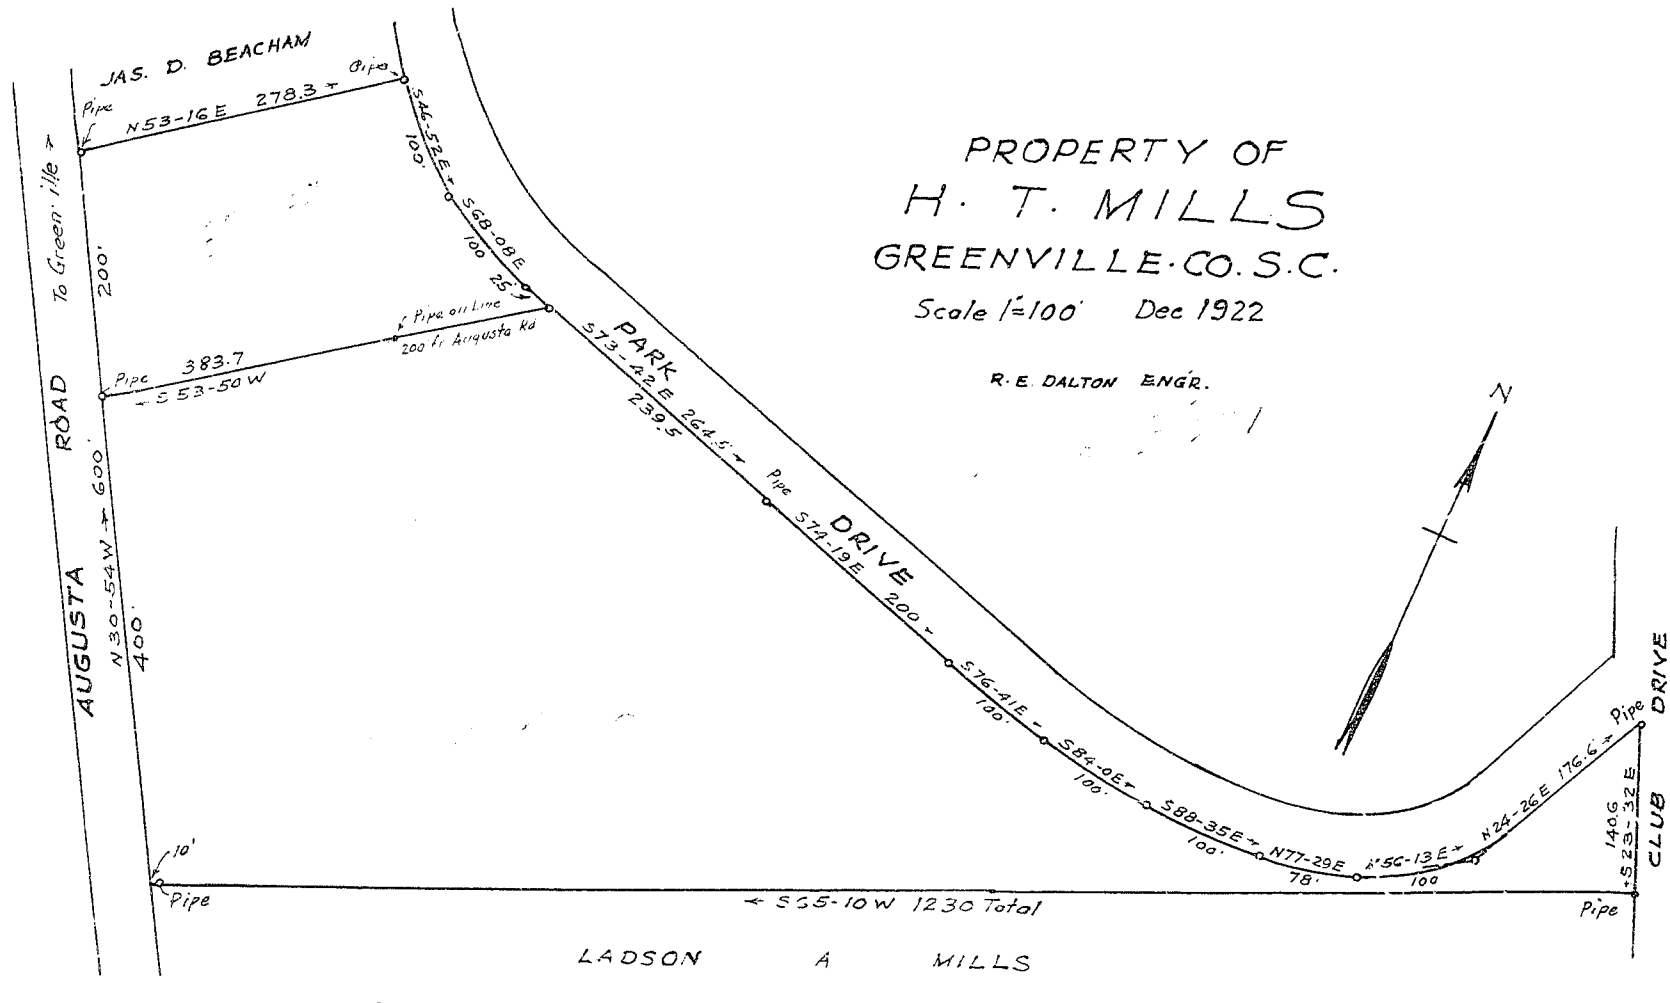 JAS. D. BEACHAM
Pipe
Pipe
N53-16E 278.3
To Greenville
S46-52E
100'
S68-08E
100
25'
200'
Pipe on Line
200' fr Augusta Rd
Pipe
383.7
S53-50W
PROPERTY OF
H. T. MILLS
GREENVILLE. CO. S.C.
Scale 1"=100' Dec 1922
R. E. DALTON ENGR.
N
PARK DRIVE
S73-42E 264.5
239.5
Pipe
S74-19E 200
S76-41E
100'
S84-0E
100'
S88-35E
100'
N77-29E
78'
N56-13E
100
N24-26E 176.6
Pipe
140.6
S23-32E
CLUB DRIVE
AUGUSTA ROAD
N30-54W 600'
400'
10'
Pipe
S65-10W 1230 Total
Pipe
LADSON A MILLS